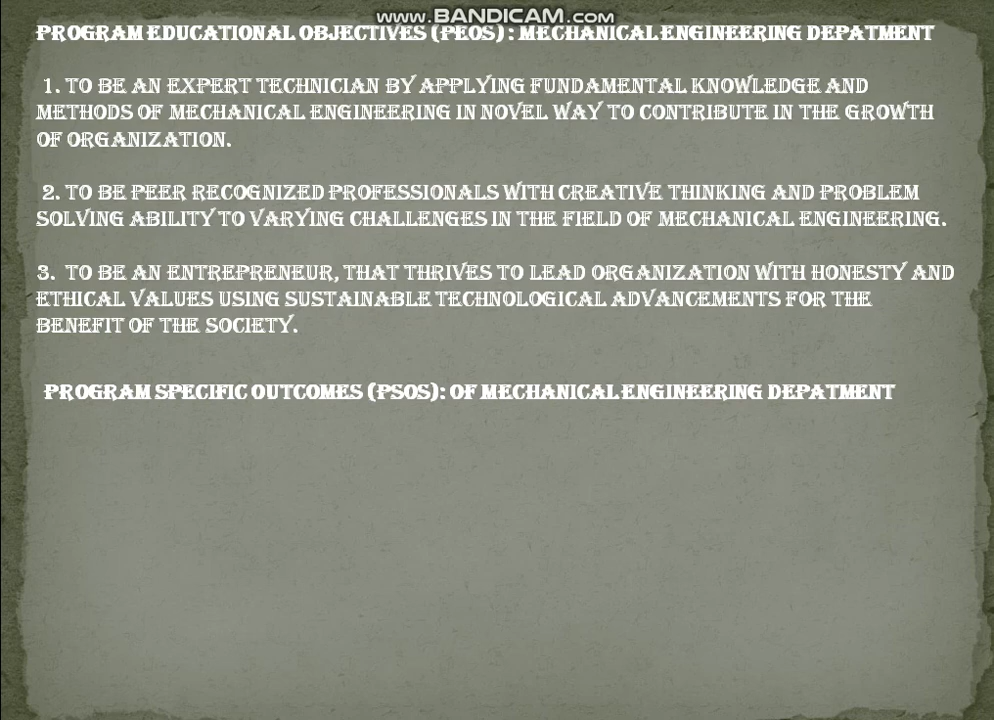 www.BANDICAM.com
PROGRAM EDUCATIONAL OBJECTIVES (PEOS) : MECHANICAL ENGINEERING DEPATMENT
1. TO BE AN EXPERT TECHNICIAN BY APPLYING FUNDAMENTAL KNOWLEDGE AND
METHODS OF MECHANICAL ENGINEERING IN NOVEL WAY TO CONTRIBUTE IN THE GROWTH
OF ORGANIZATION.
2. TO BE PEER RECOGNIZED PROFESSIONALS WITH CREATIVE THINKING AND PROBLEM
SOLVING ABILITY TO VARYING CHALLENGES IN THE FIELD OF MECHANICAL ENGINEERING.
3. TO BE AN ENTREPRENEUR, THAT THRIVES TO LEAD ORGANIZATION WITH HONESTY AND
ETHICAL VALUES USING SUSTAINABLE TECHNOLOGICAL ADVANCEMENTS FOR THE
BENEFIT OF THE SOCIETY.
PROGRAM SPECIFIC OUTCOMES (PSOS): OF MECHANICAL ENGINEERING DEPATMENT